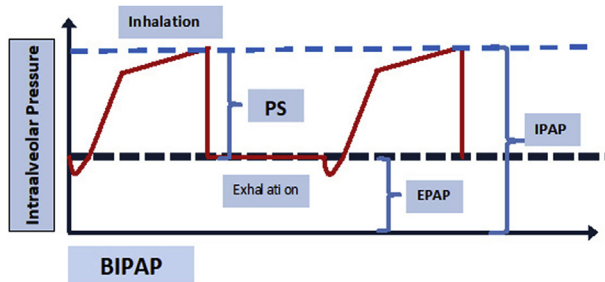 Inhalation
Intraalveolar Pressure
PS
IPAP
Exhalation
EPAP
BIPAP